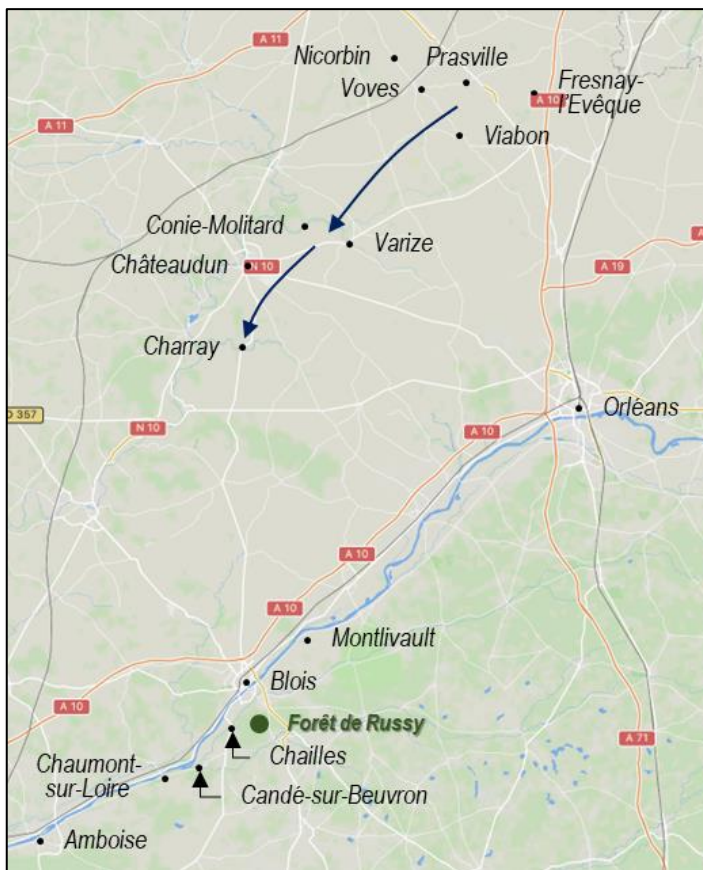 A 11
Nicorbin
Prasville
Voves
Fresnay-
l'Evêque
A 10
A 11
Viabon
Conie-Molitard
Varize
Châteaudun
N 10
A 19
Charray
Orléans
357
N 10
A 10
A 10
A 10
Montlivault
Blois
A 10
Forêt de Russy
A 71
Chailles
Chaumont-
sur-Loire
Candé-sur-Beuvron
Amboise